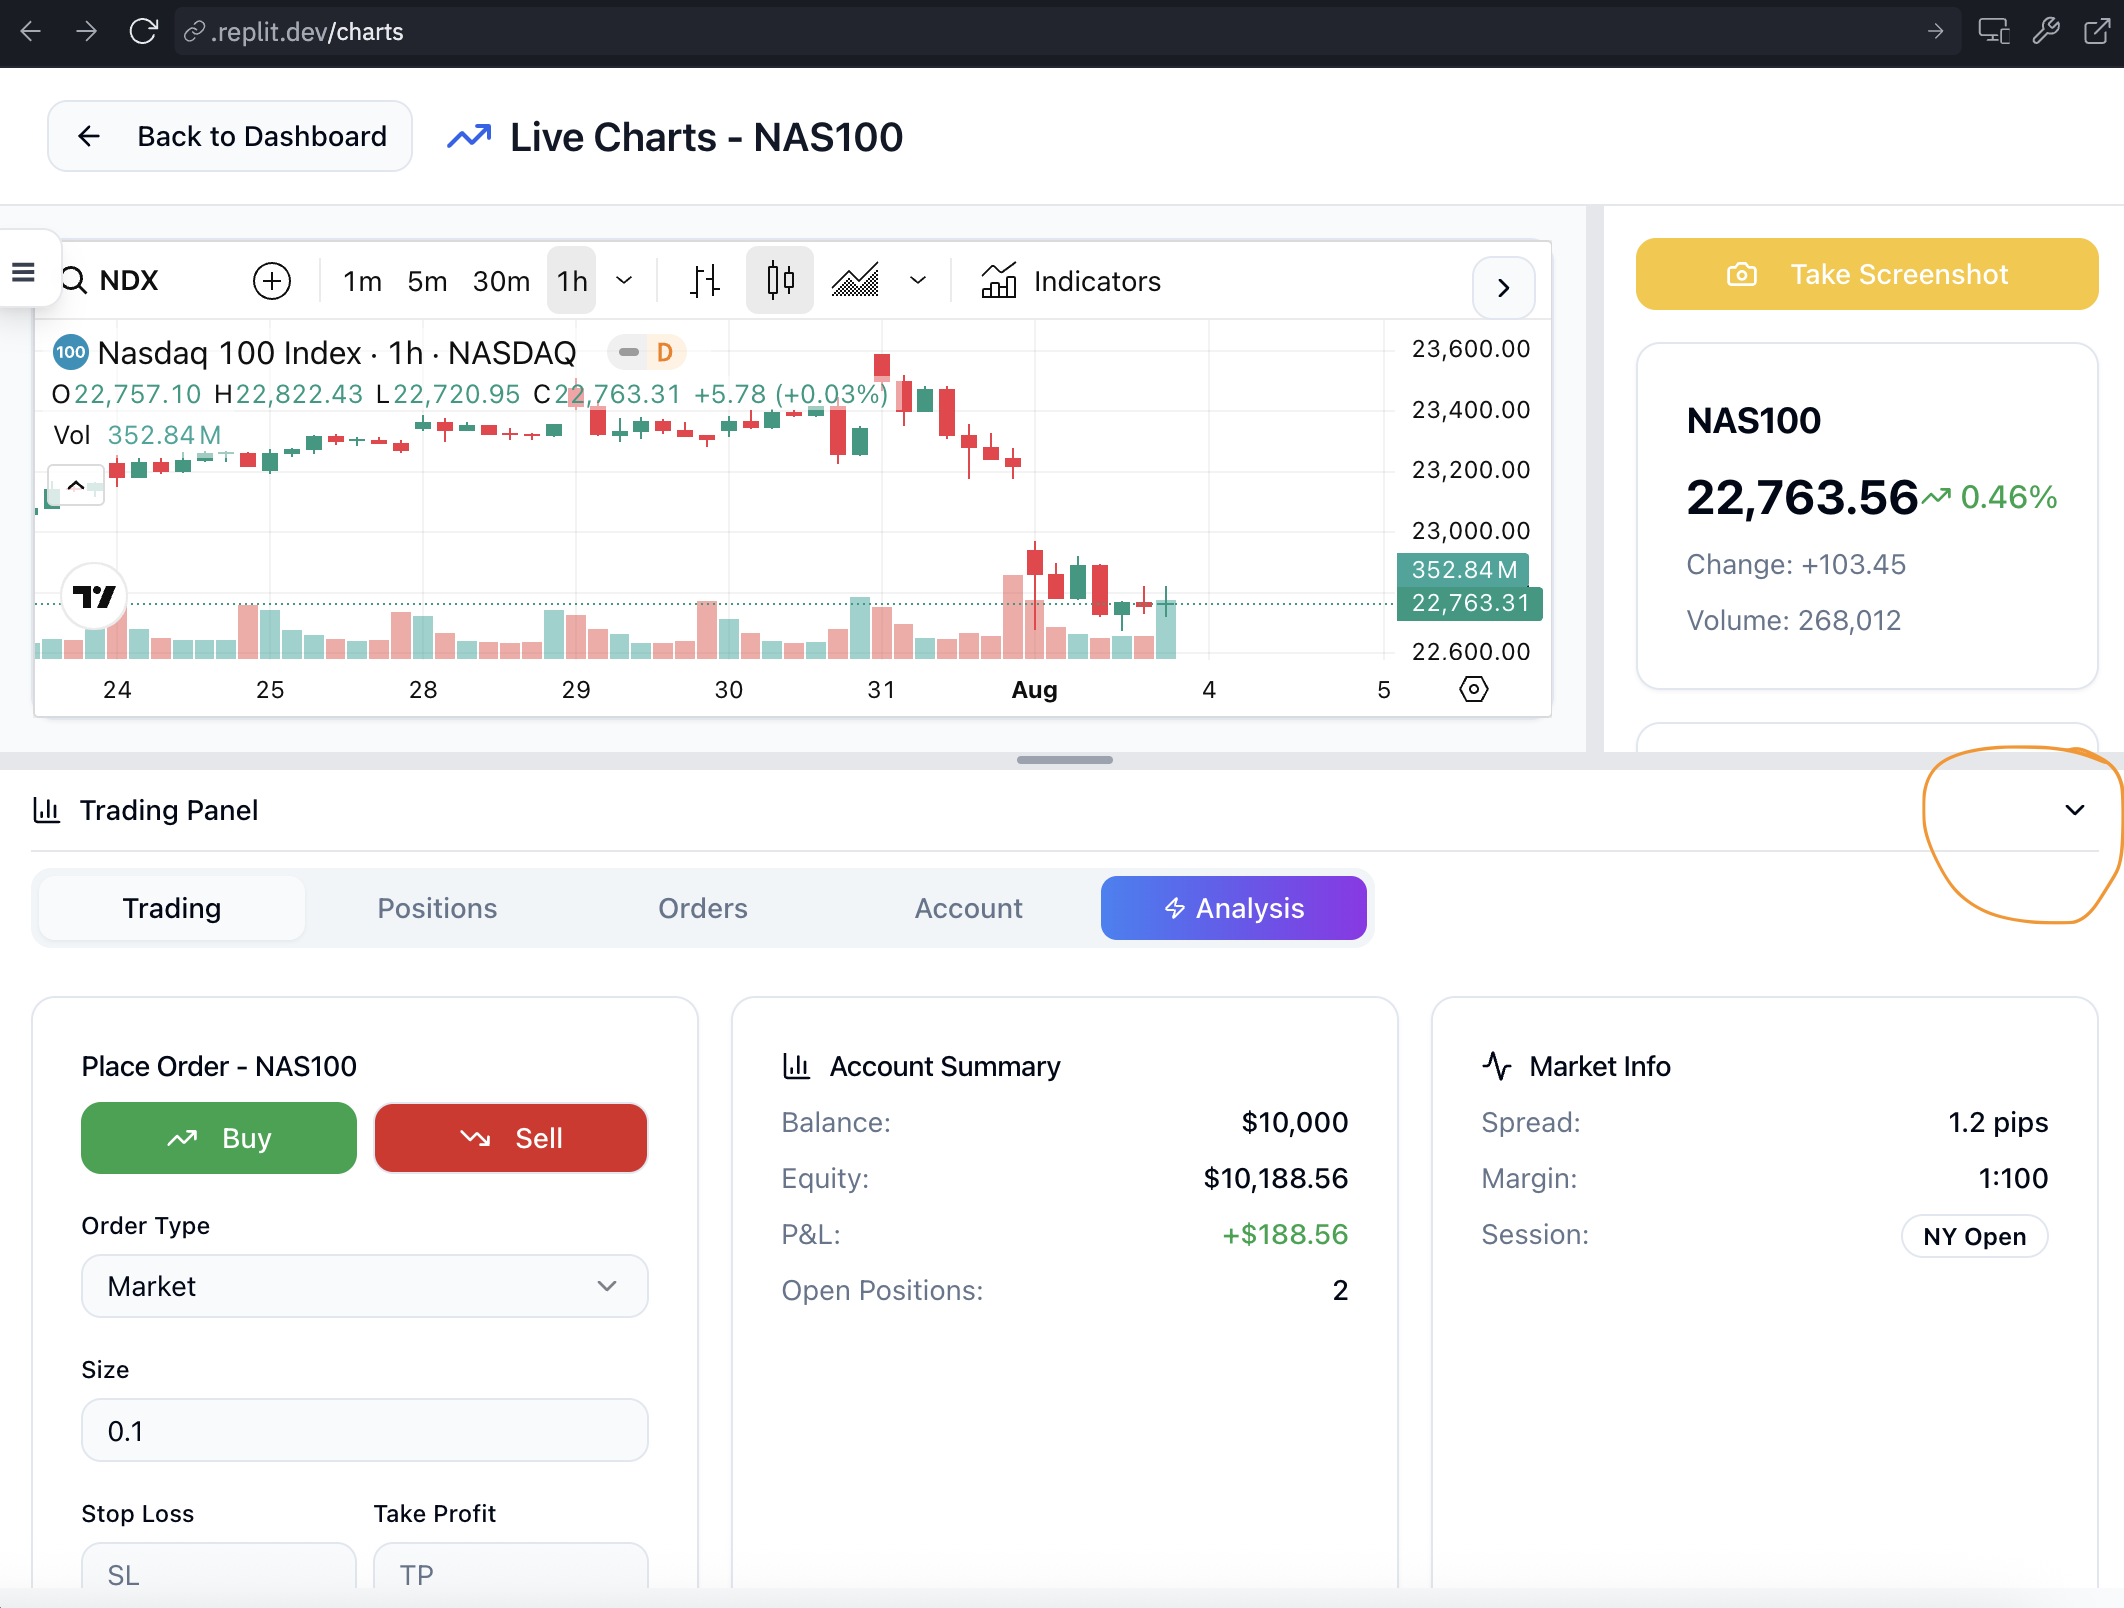 .replit.dev/charts
Back to Dashboard
Live Charts - NAS100
NDX 1m 5m 30m 1h Indicators
Take Screenshot
100 Nasdaq 100 Index · 1h · NASDAQ D
O22,757.10 H22,822.43 L22,720.95 C22,763.31 +5.78 (+0.03%)
Vol 352.84M
23,600.00
23,400.00
23,200.00
23,000.00
352.84M
22,763.31
22,600.00
24 25 28 29 30 31 Aug 4 5
NAS100
22,763.56 0.46%
Change: +103.45
Volume: 268,012
Trading Panel
Trading Positions Orders Account Analysis
Place Order - NAS100
Buy Sell
Order Type
Market
Size
0.1
Stop Loss Take Profit
SL TP
Account Summary
Balance: $10,000
Equity: $10,188.56
P&L: +$188.56
Open Positions: 2
Market Info
Spread: 1.2 pips
Margin: 1:100
Session: NY Open